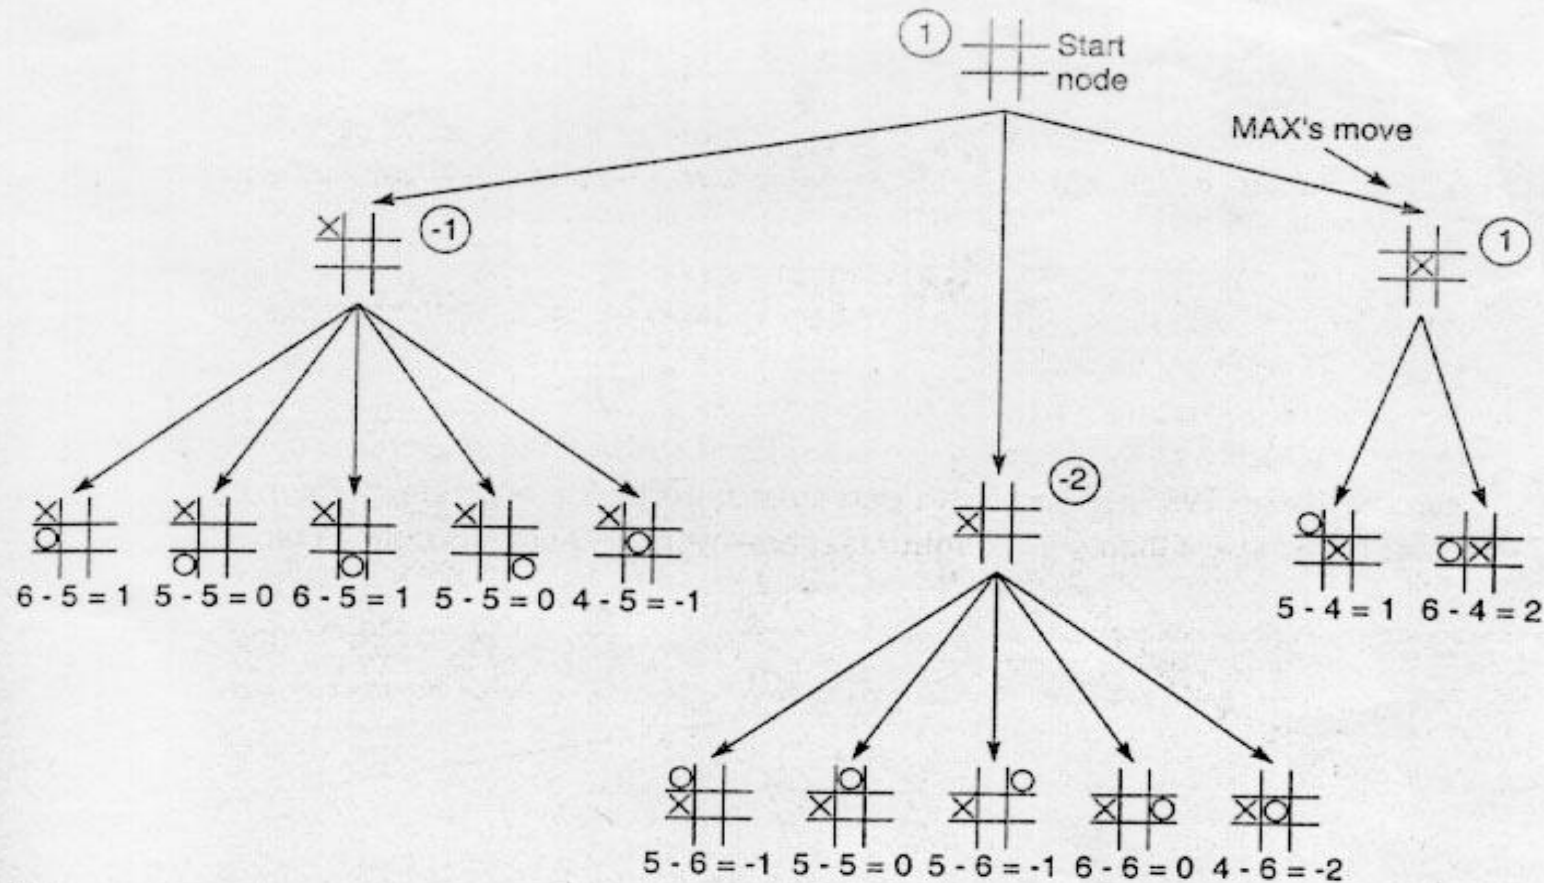 1
Start
node
MAX's move
-1
1
-2
6 - 5 = 1 5 - 5 = 0 6 - 5 = 1 5 - 5 = 0 4 - 5 = -1
5 - 4 = 1 6 - 4 = 2
5 - 6 = -1 5 - 5 = 0 5 - 6 = -1 6 - 6 = 0 4 - 6 = -2